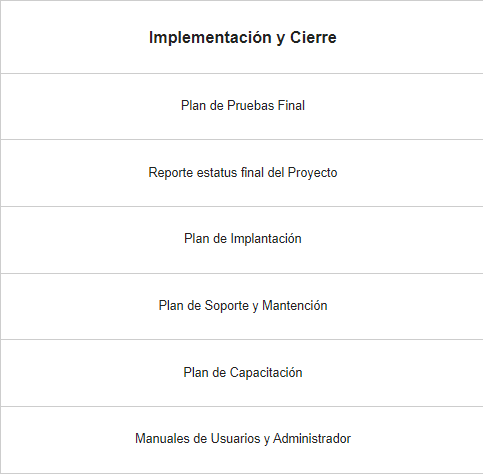 Implementación y Cierre
Plan de Pruebas Final
Reporte estatus final del Proyecto
Plan de Implantación
Plan de Soporte y Mantención
Plan de Capacitación
Manuales de Usuarios y Administrador